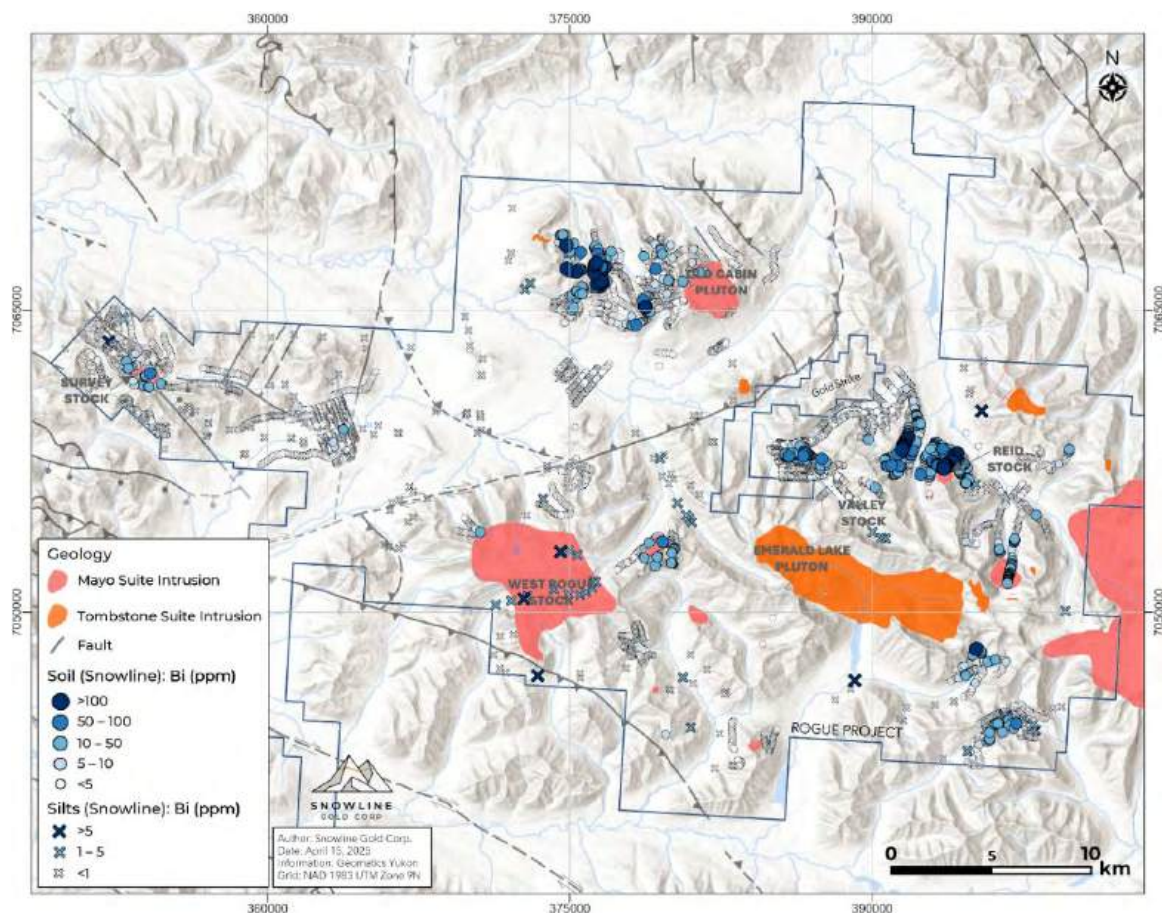 360000 375000 390000
N
7065000 7065000
OLD CABIN
PLUTON
SURVEY
STOCK
Gold Strike
REID
STOCK
VALLEY
STOCK
EMERALD LAKE
PLUTON
WEST ROGUE
STOCK
7050000 7050000
ROGUE PROJECT
Geology
Mayo Suite Intrusion
Tombstone Suite Intrusion
Fault
Soil (Snowline): Bi (ppm)
>100
50 – 100
10 – 50
5 – 10
<5
Silts (Snowline): Bi (ppm)
>5
1 – 5
<1
SNOWLINE
GOLD CORP
Author: Snowline Gold Corp.
Date: April 15, 2025
Information: Geomatics Yukon
Grid: NAD 1983 UTM Zone 9N
0 5 10
km
360000 375000 390000